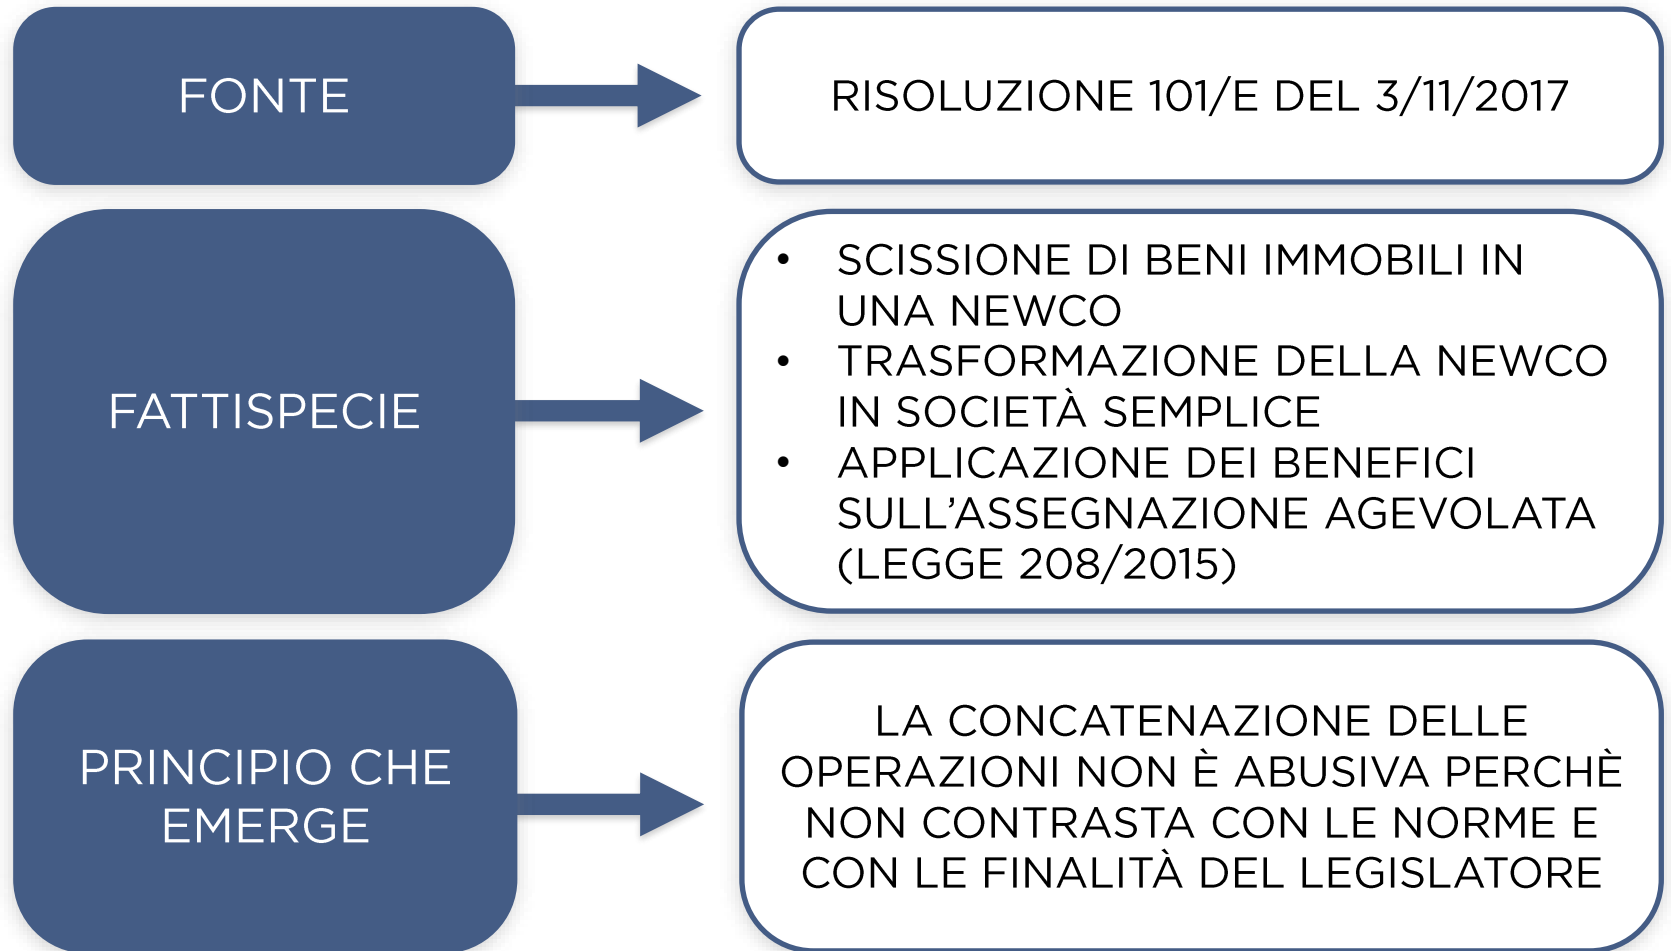 FONTE
RISOLUZIONE 101/E DEL 3/11/2017
FATTISPECIE
• SCISSIONE DI BENI IMMOBILI IN
UNA NEWCO
• TRASFORMAZIONE DELLA NEWCO
IN SOCIETÀ SEMPLICE
• APPLICAZIONE DEI BENEFICI
SULL’ASSEGNAZIONE AGEVOLATA
(LEGGE 208/2015)
PRINCIPIO CHE
EMERGE
LA CONCATENAZIONE DELLE
OPERAZIONI NON È ABUSIVA PERCHÈ
NON CONTRASTA CON LE NORME E
CON LE FINALITÀ DEL LEGISLATORE